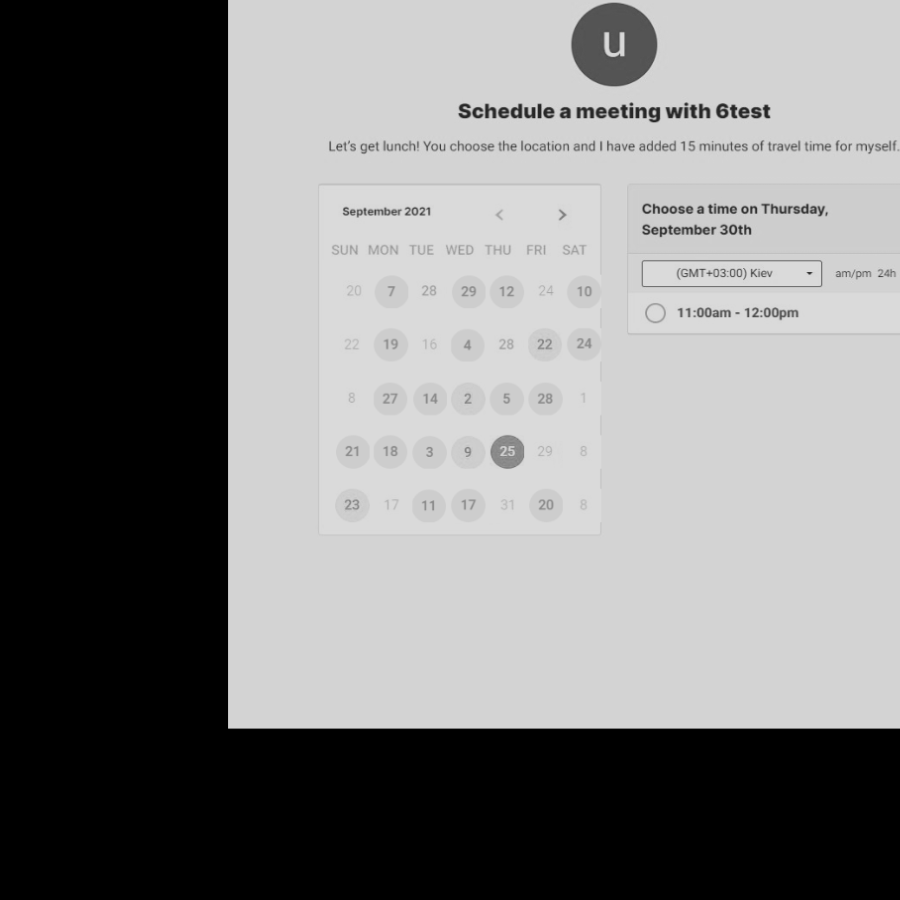 u
Schedule a meeting with 6test
Let's get lunch! You choose the location and I have added 15 minutes of travel time for myself.
September 2021
SUN MON TUE WED THU FRI SAT
20 7 28 29 12 24 10
22 19 16 4 28 22 24
8 27 14 2 5 28 1
21 18 3 9 25 29 8
23 17 11 17 31 20 8
Choose a time on Thursday,
September 30th
(GMT+03:00) Kiev am/pm 24h
11:00am - 12:00pm